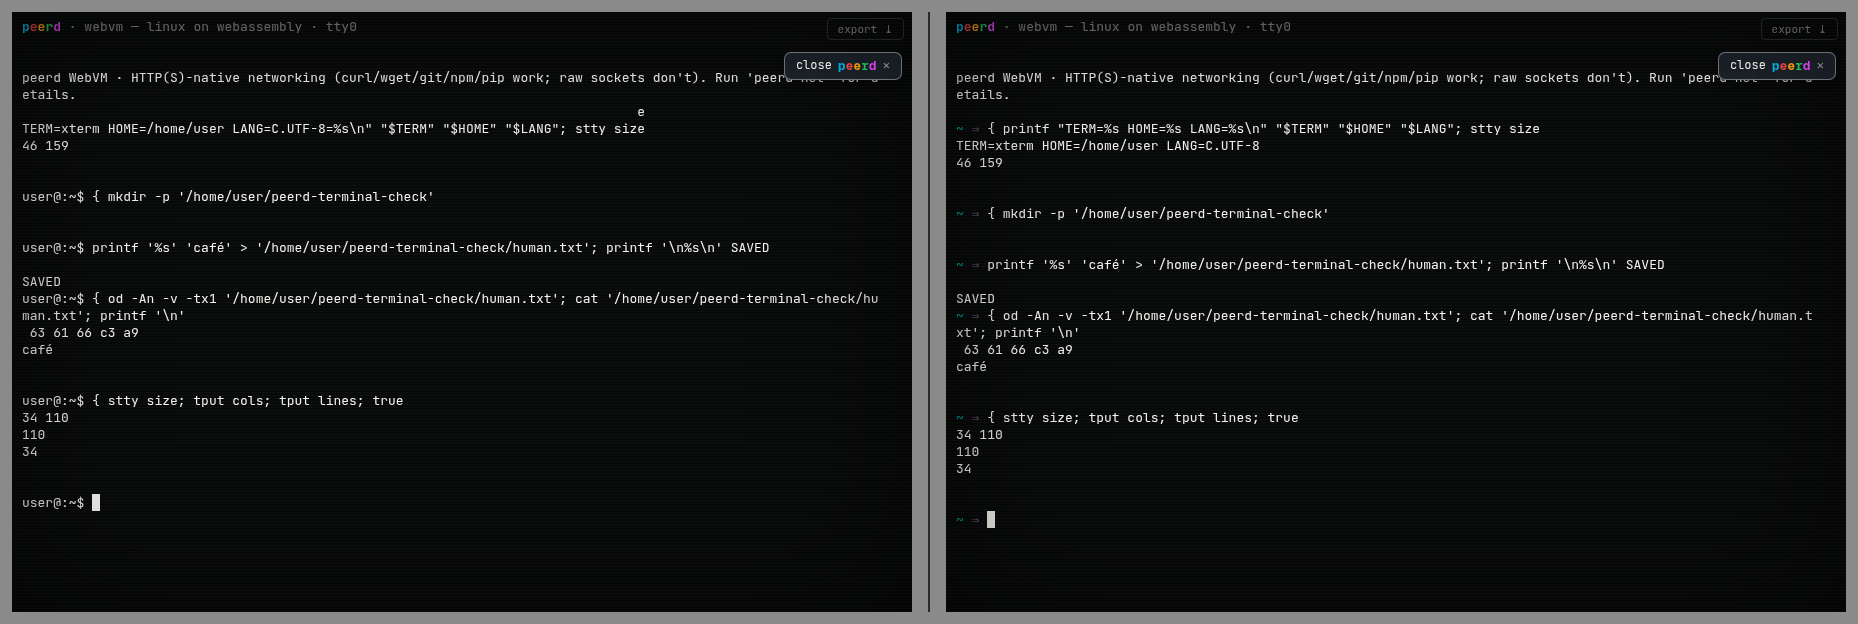 peerd · webvm — linux on webassembly · tty0
export ↓
close peerd ×
peerd WebVM · HTTP(S)-native networking (curl/wget/git/npm/pip work; raw sockets don't). Run 'peerd
etails.
e
TERM=xterm HOME=/home/user LANG=C.UTF-8=%s\n" "$TERM" "$HOME" "$LANG"; stty size
46 159
user@:~$ { mkdir -p '/home/user/peerd-terminal-check'
user@:~$ printf '%s' 'café' > '/home/user/peerd-terminal-check/human.txt'; printf '\n%s\n' SAVED
SAVED
user@:~$ { od -An -v -tx1 '/home/user/peerd-terminal-check/human.txt'; cat '/home/user/peerd-terminal-check/hu
man.txt'; printf '\n'
63 61 66 c3 a9
café
user@:~$ { stty size; tput cols; tput lines; true
34 110
110
34
user@:~$
peerd · webvm — linux on webassembly · tty0
export ↓
close peerd ×
peerd WebVM · HTTP(S)-native networking (curl/wget/git/npm/pip work; raw sockets don't). Run 'peerd
etails.
~ ⇒ { printf "TERM=%s HOME=%s LANG=%s\n" "$TERM" "$HOME" "$LANG"; stty size
TERM=xterm HOME=/home/user LANG=C.UTF-8
46 159
~ ⇒ { mkdir -p '/home/user/peerd-terminal-check'
~ ⇒ printf '%s' 'café' > '/home/user/peerd-terminal-check/human.txt'; printf '\n%s\n' SAVED
SAVED
~ ⇒ { od -An -v -tx1 '/home/user/peerd-terminal-check/human.txt'; cat '/home/user/peerd-terminal-check/human.t
xt'; printf '\n'
63 61 66 c3 a9
café
~ ⇒ { stty size; tput cols; tput lines; true
34 110
110
34
~ ⇒